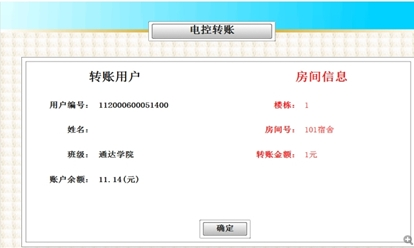 电控转账
转账用户 房间信息
用户编号： 112000600051400 楼栋： 1
姓名： 房间号： 101宿舍
班级： 通达学院 转账金额： 1元
账户余额： 11.14(元)
确定